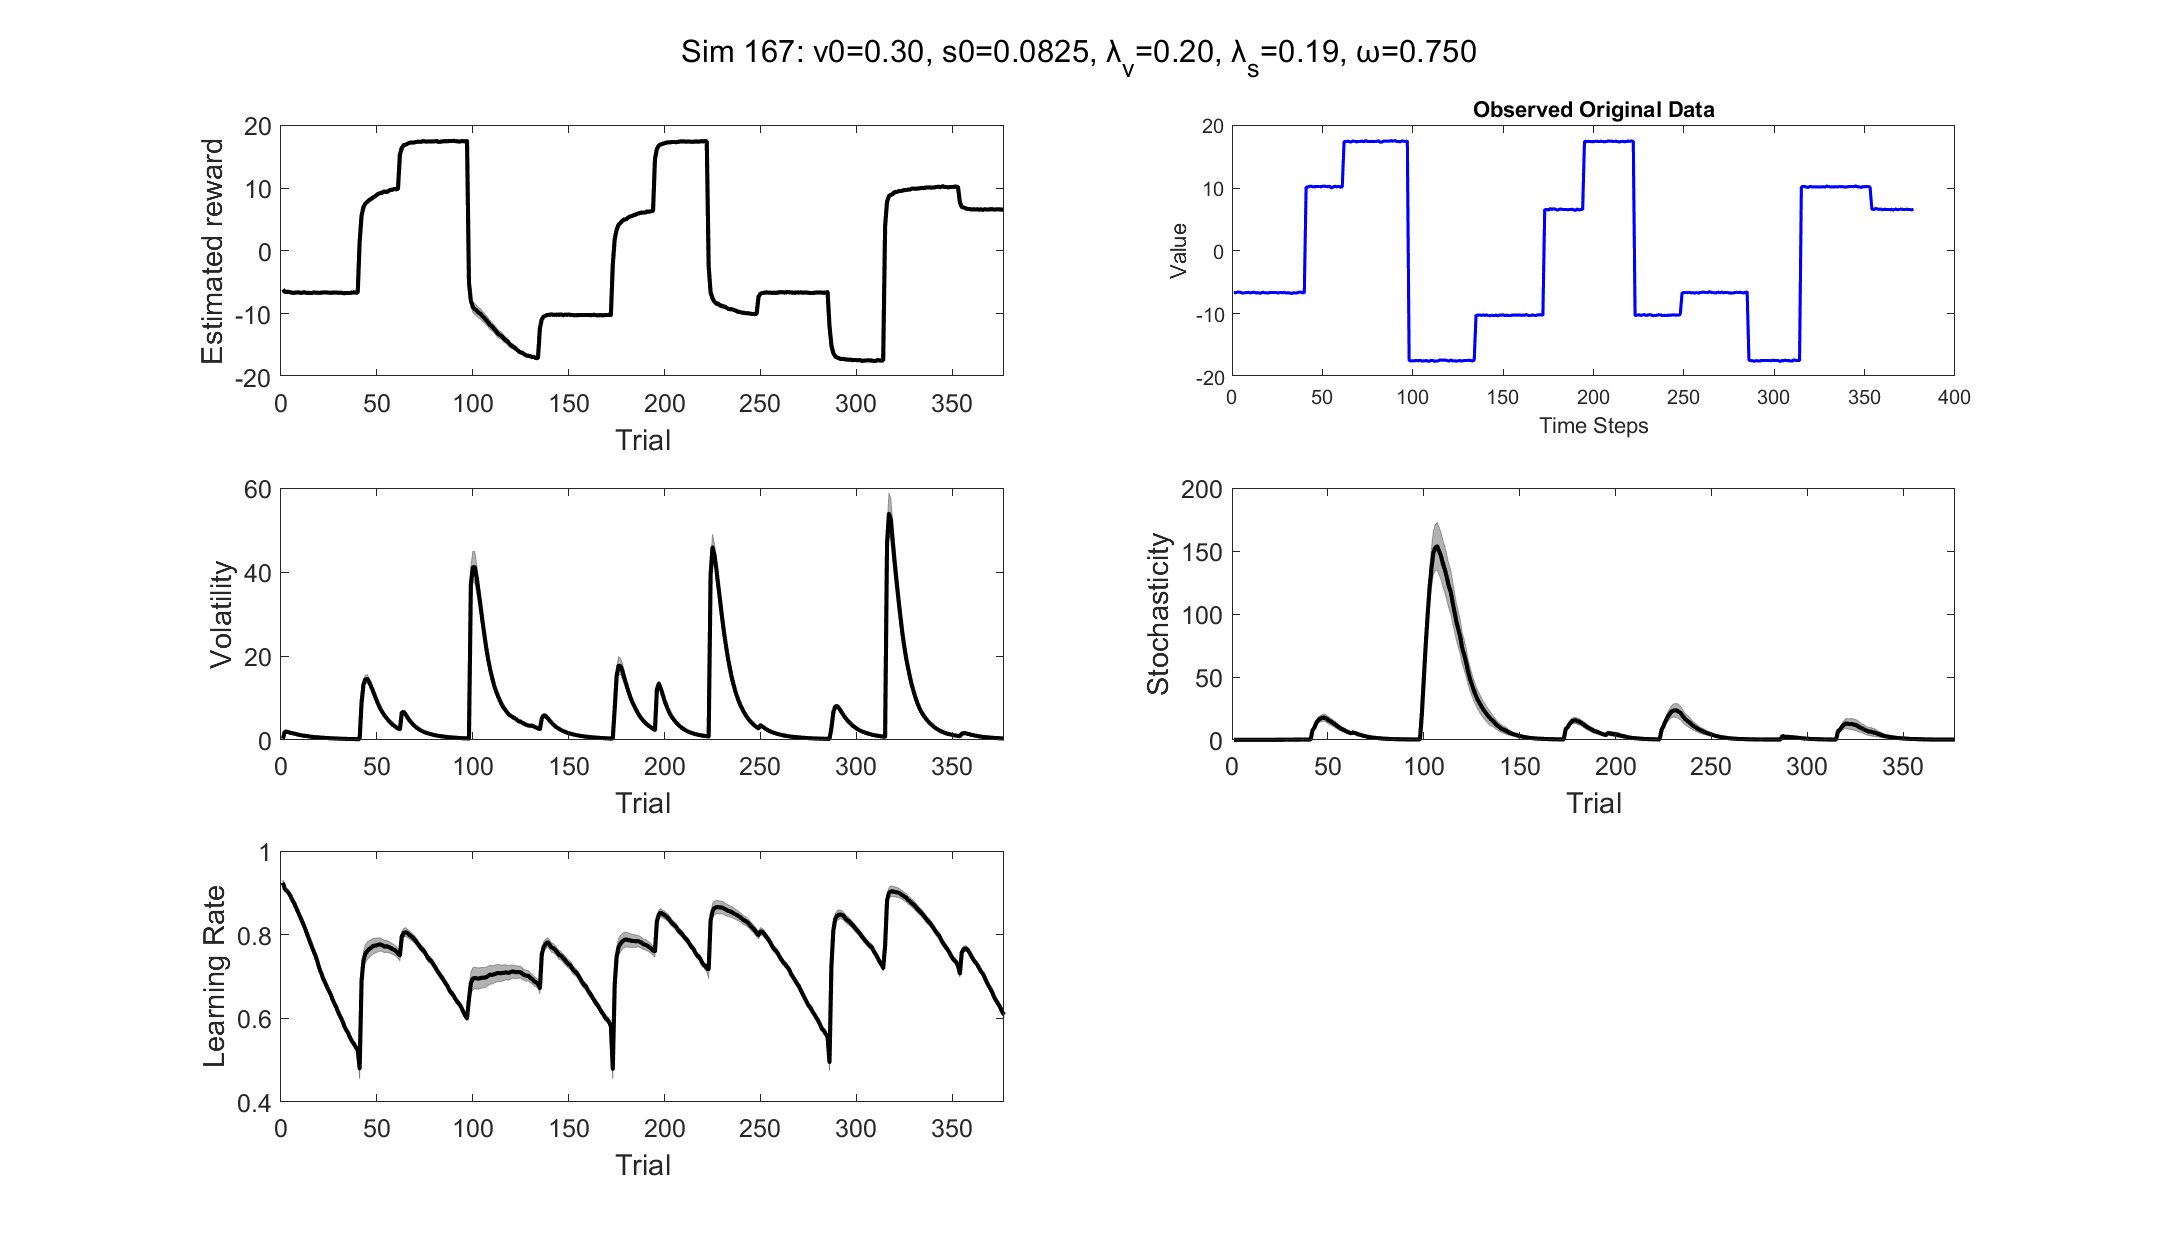 Sim 167: v0=0.30, s0=0.0825, λv=0.20, λs=0.19, ω=0.750
20
10
0
-10
-20
Estimated reward
0 50 100 150 200 250 300 350
Trial
Observed Original Data
20
10
0
-10
-20
Value
0 50 100 150 200 250 300 350 400
Time Steps
60
40
20
0
Volatility
0 50 100 150 200 250 300 350
Trial
200
150
100
50
0
Stochasticity
0 50 100 150 200 250 300 350
Trial
1
0.8
0.6
0.4
Learning Rate
0 50 100 150 200 250 300 350
Trial